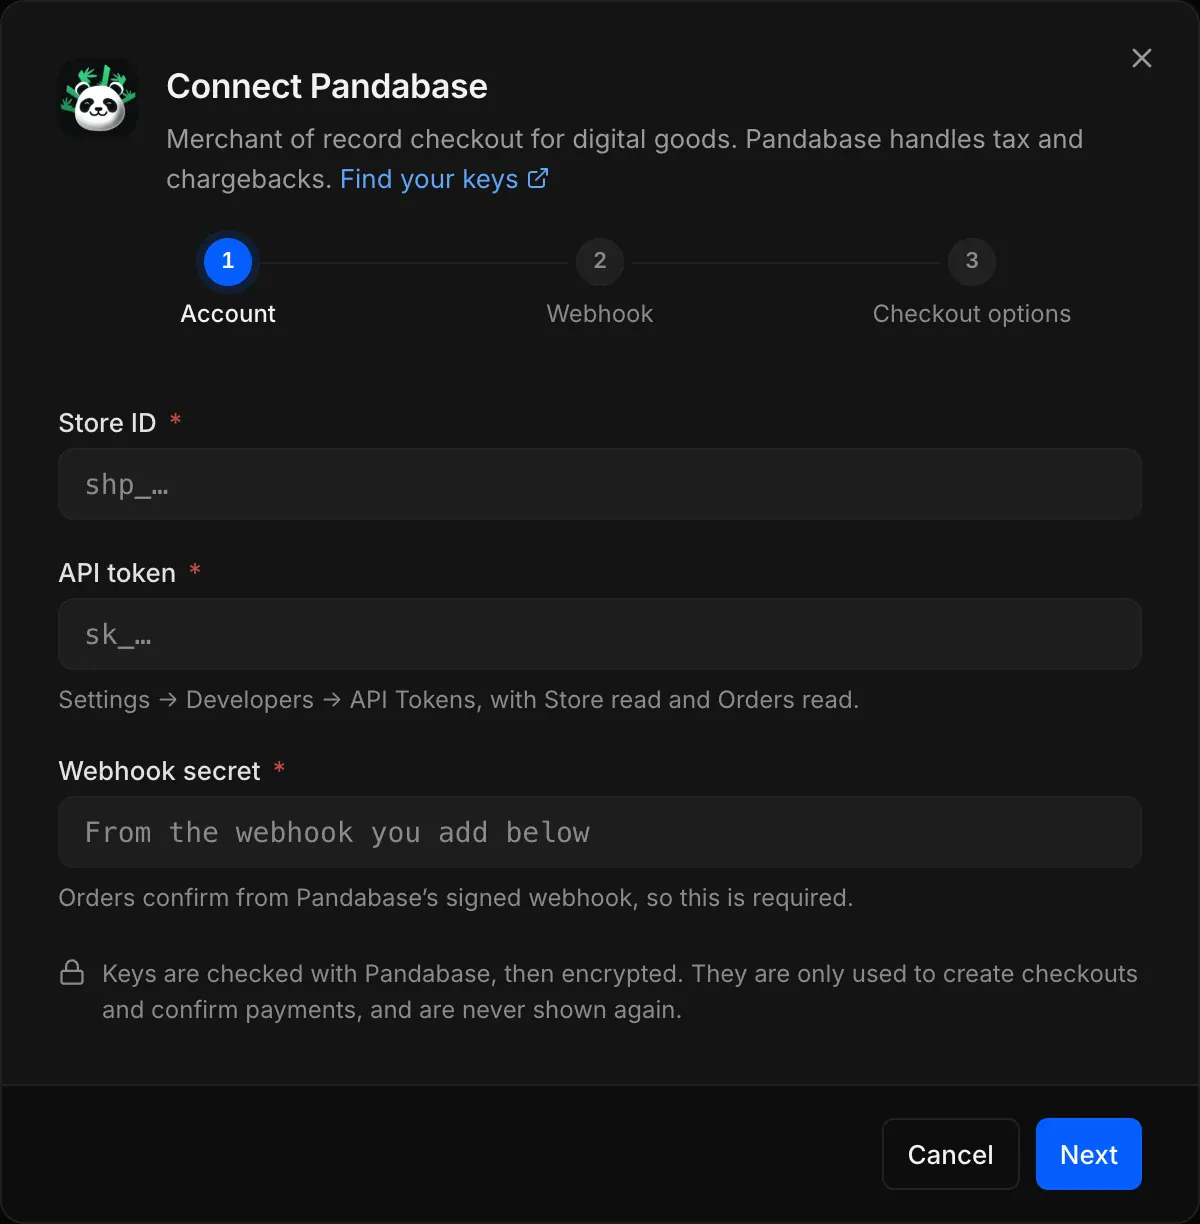 Connect Pandabase
Merchant of record checkout for digital goods. Pandabase handles tax and
chargebacks. Find your keys
1
2
3
Account
Webhook
Checkout options
Store ID *
shp_…
API token *
sk_…
Settings → Developers → API Tokens, with Store read and Orders read.
Webhook secret *
From the webhook you add below
Orders confirm from Pandabase’s signed webhook, so this is required.
Keys are checked with Pandabase, then encrypted. They are only used to create checkouts
and confirm payments, and are never shown again.
Cancel
Next